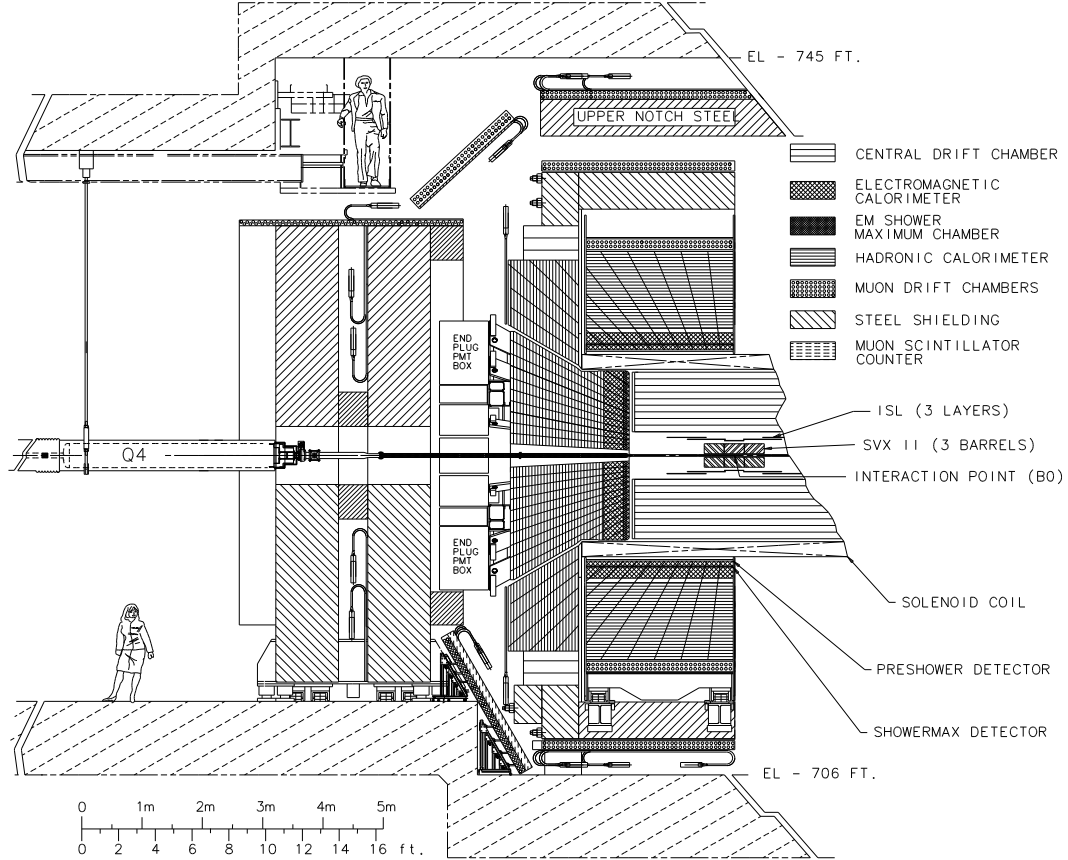 EL - 745 FT.
UPPER NOTCH STEEL
CENTRAL DRIFT CHAMBER
ELECTROMAGNETIC
CALORIMETER
EM SHOWER
MAXIMUM CHAMBER
HADRONIC CALORIMETER
MUON DRIFT CHAMBERS
STEEL SHIELDING
MUON SCINTILLATOR
COUNTER
END
PLUG
PMT
BOX
ISL (3 LAYERS)
SVX II (3 BARRELS)
INTERACTION POINT (B0)
Q4
END
PLUG
PMT
BOX
SOLENOID COIL
PRESHOWER DETECTOR
SHOWERMAX DETECTOR
EL - 706 FT.
0 1m 2m 3m 4m 5m
0 2 4 6 8 10 12 14 16 ft.